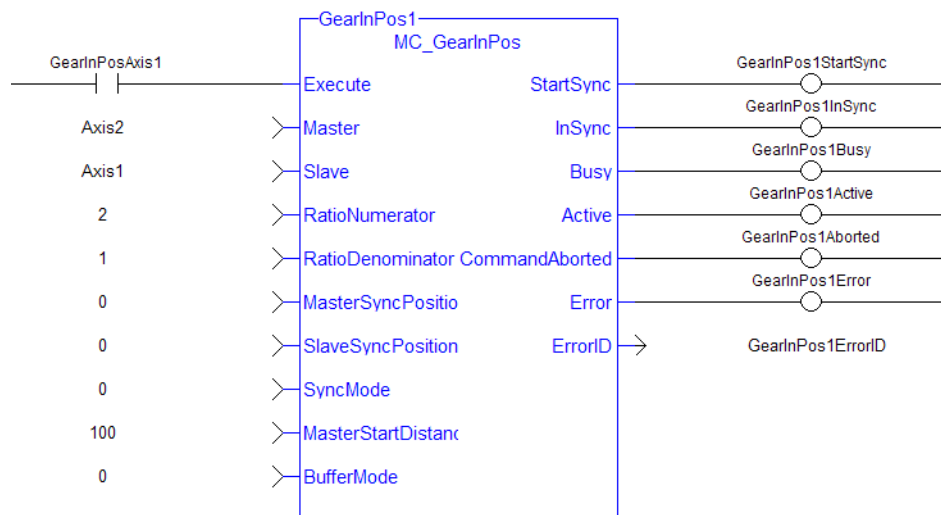 GearInPos1
MC_GearInPos
GearInPosAxis1 Execute StartSync GearInPos1StartSync
Axis2 Master InSync GearInPos1InSync
Axis1 Slave Busy GearInPos1Busy
2 RatioNumerator Active GearInPos1Active
1 RatioDenominator CommandAborted GearInPos1Aborted
0 MasterSyncPositio Error GearInPos1Error
0 SlaveSyncPosition ErrorID GearInPos1ErrorID
0 SyncMode
100 MasterStartDistanc
0 BufferMode